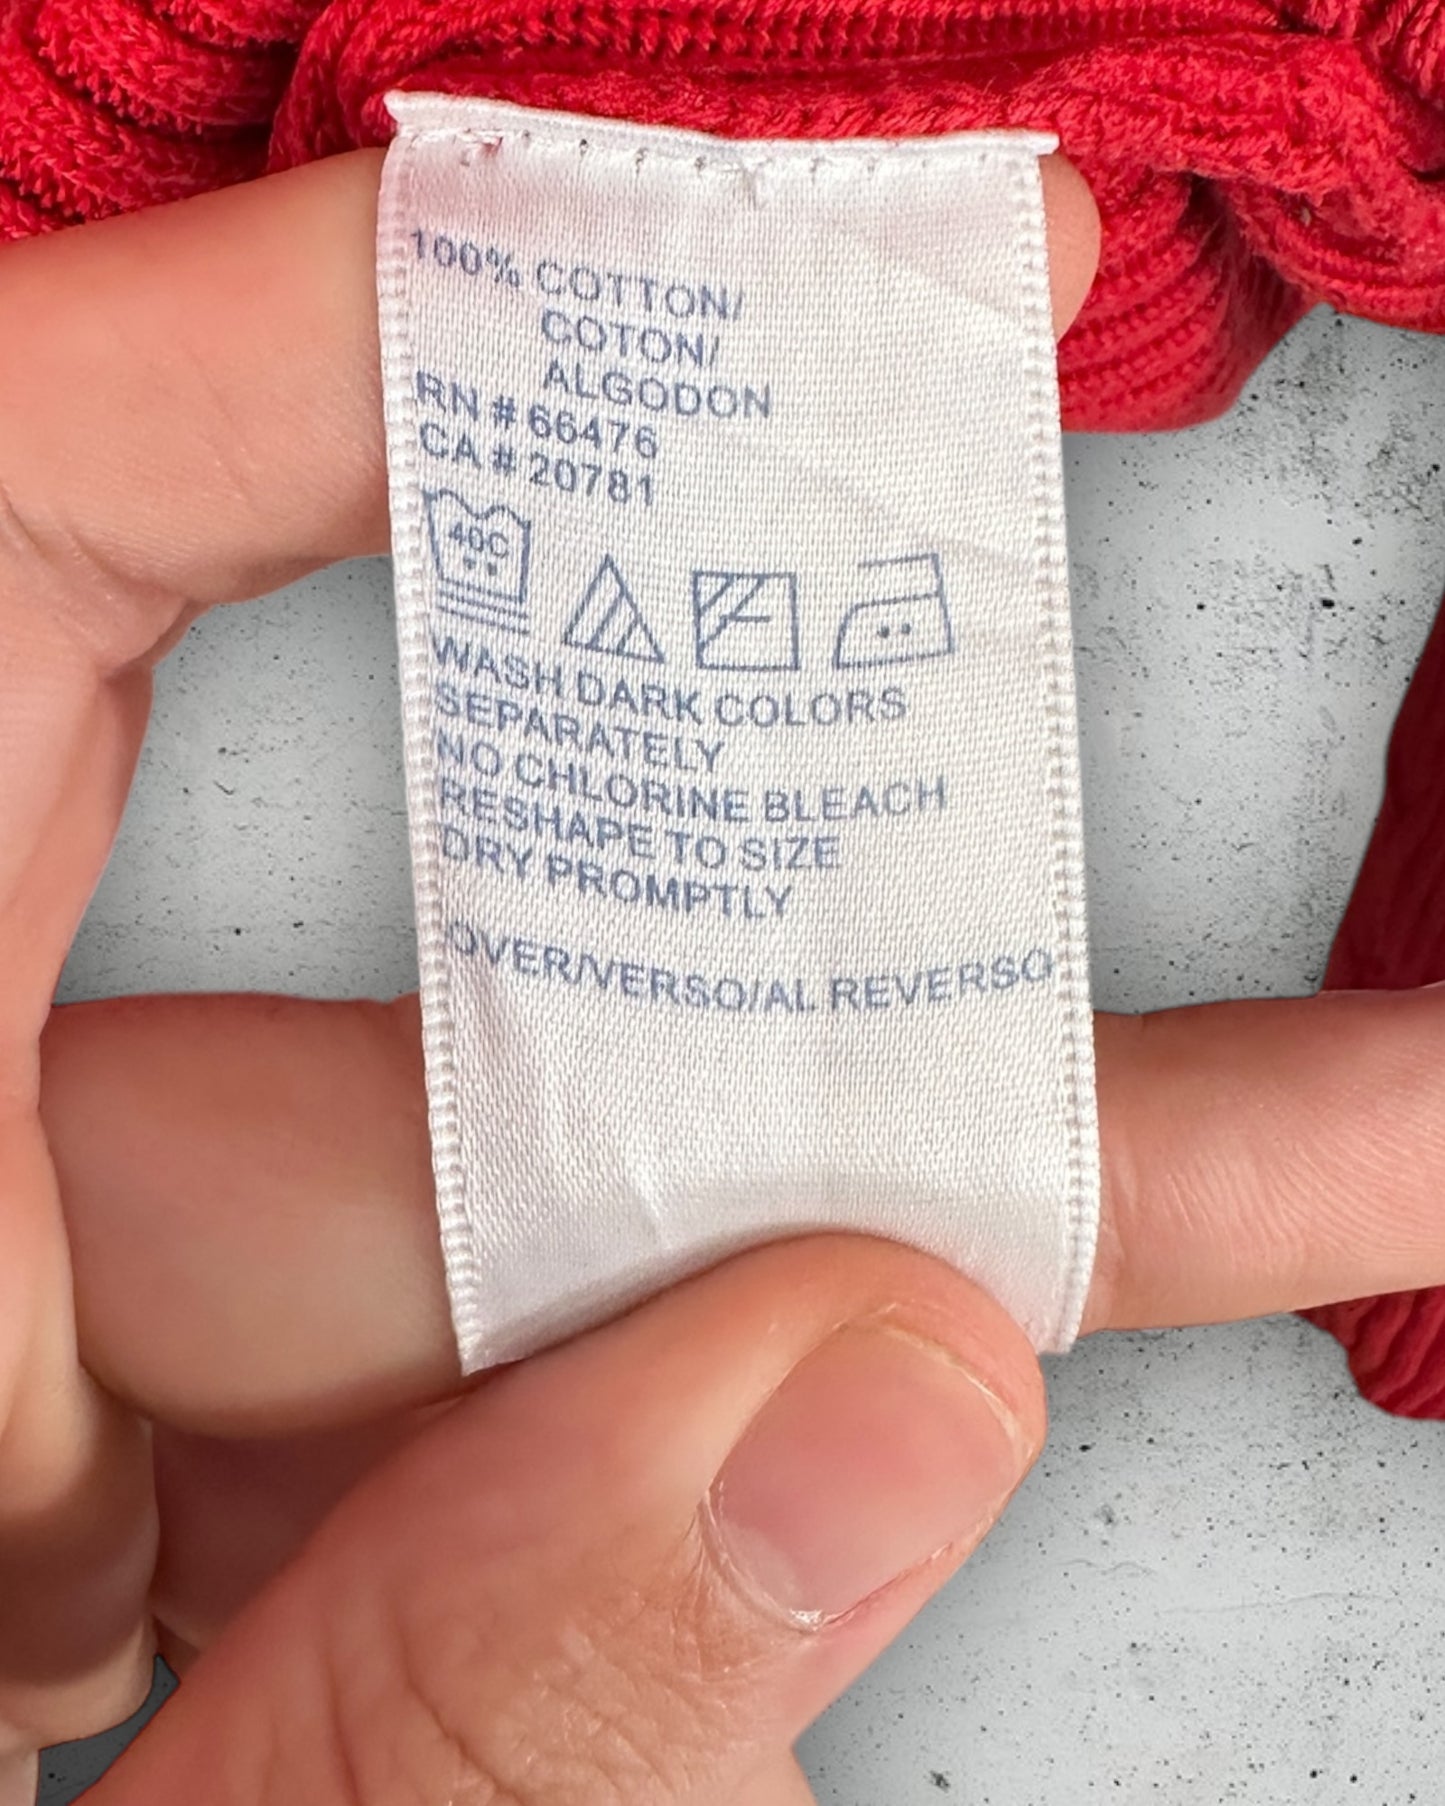 100% COTTON/
COTON/
ALGODON
RN # 66476
CA # 20781
40C
WASH DARK COLORS
SEPARATELY
NO CHLORINE BLEACH
RESHAPE TO SIZE
DRY PROMPTLY
OVER/VERSO/AL REVERSO